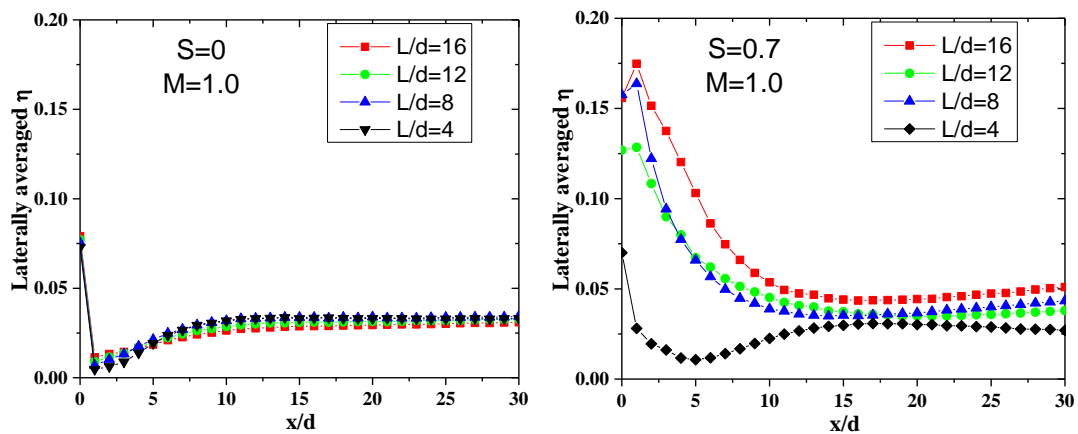 S=0
M=1.0
L/d=16
L/d=12
L/d=8
L/d=4
0.20
0.15
0.10
0.05
0.00
Laterally averaged η
0 5 10 15 20 25 30
x/d
S=0.7
M=1.0
L/d=16
L/d=12
L/d=8
L/d=4
0.20
0.15
0.10
0.05
0.00
Laterally averaged η
0 5 10 15 20 25 30
x/d